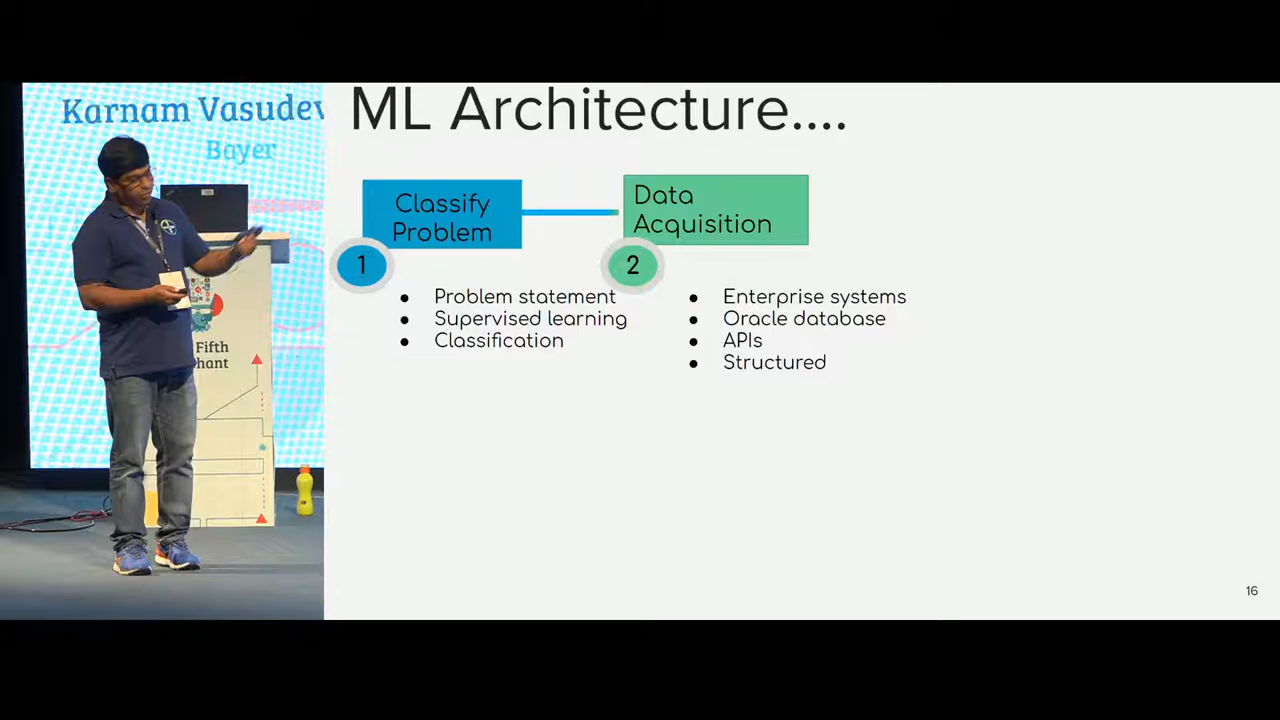 Karnam Vasudev
Bayer
Fifth
hant
ML Architecture....
Classify
Problem
1
Data
Acquisition
2
● Problem statement
● Supervised learning
● Classification
● Enterprise systems
● Oracle database
● APIs
● Structured
16